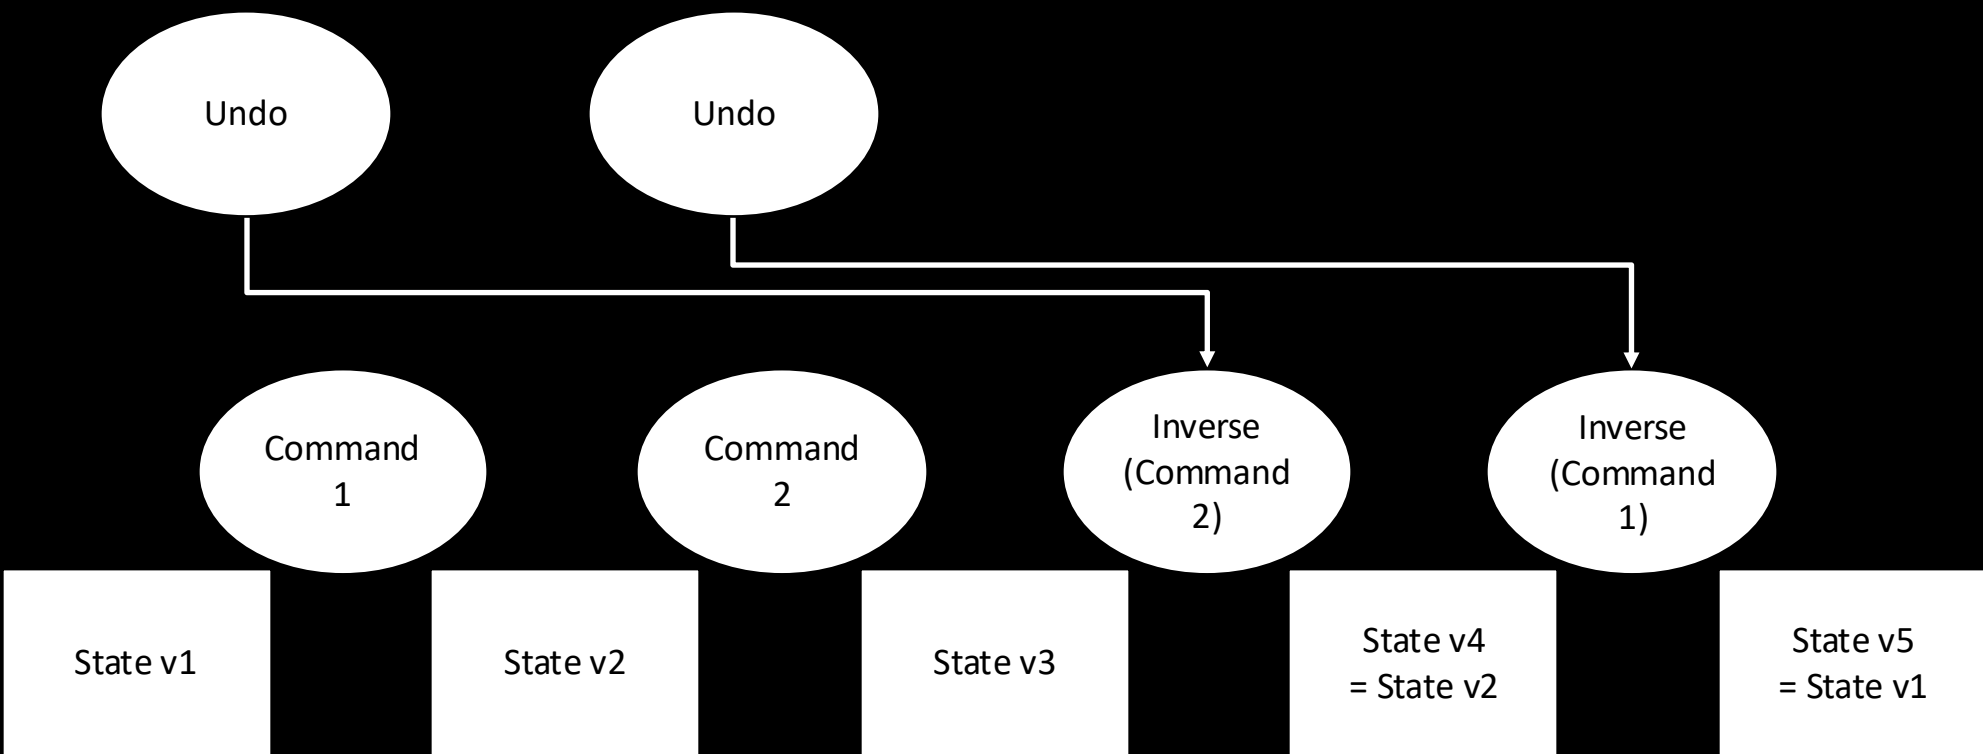 Undo
Undo
Command
1
Command
2
Inverse
(Command
2)
Inverse
(Command
1)
State v1
State v2
State v3
State v4
= State v2
State v5
= State v1